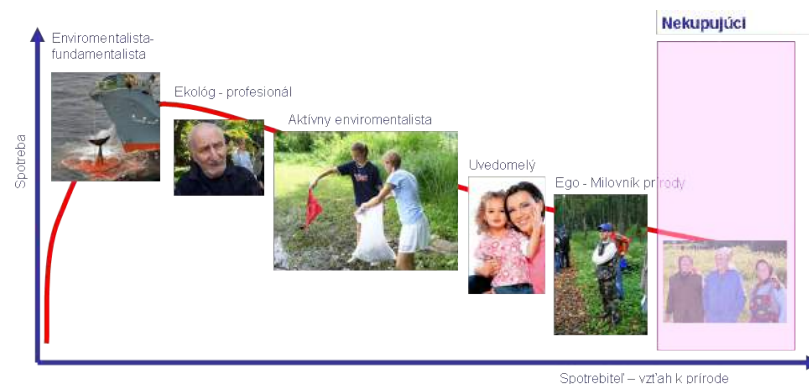 Nekupujúci
Enviromentalista-
fundamentalista
Ekológ - profesionál
Aktívny enviromentalista
Uvedomelý
Ego - Milovník prírody
Spotreba
Spotrebiteľ – vzťah k prírode